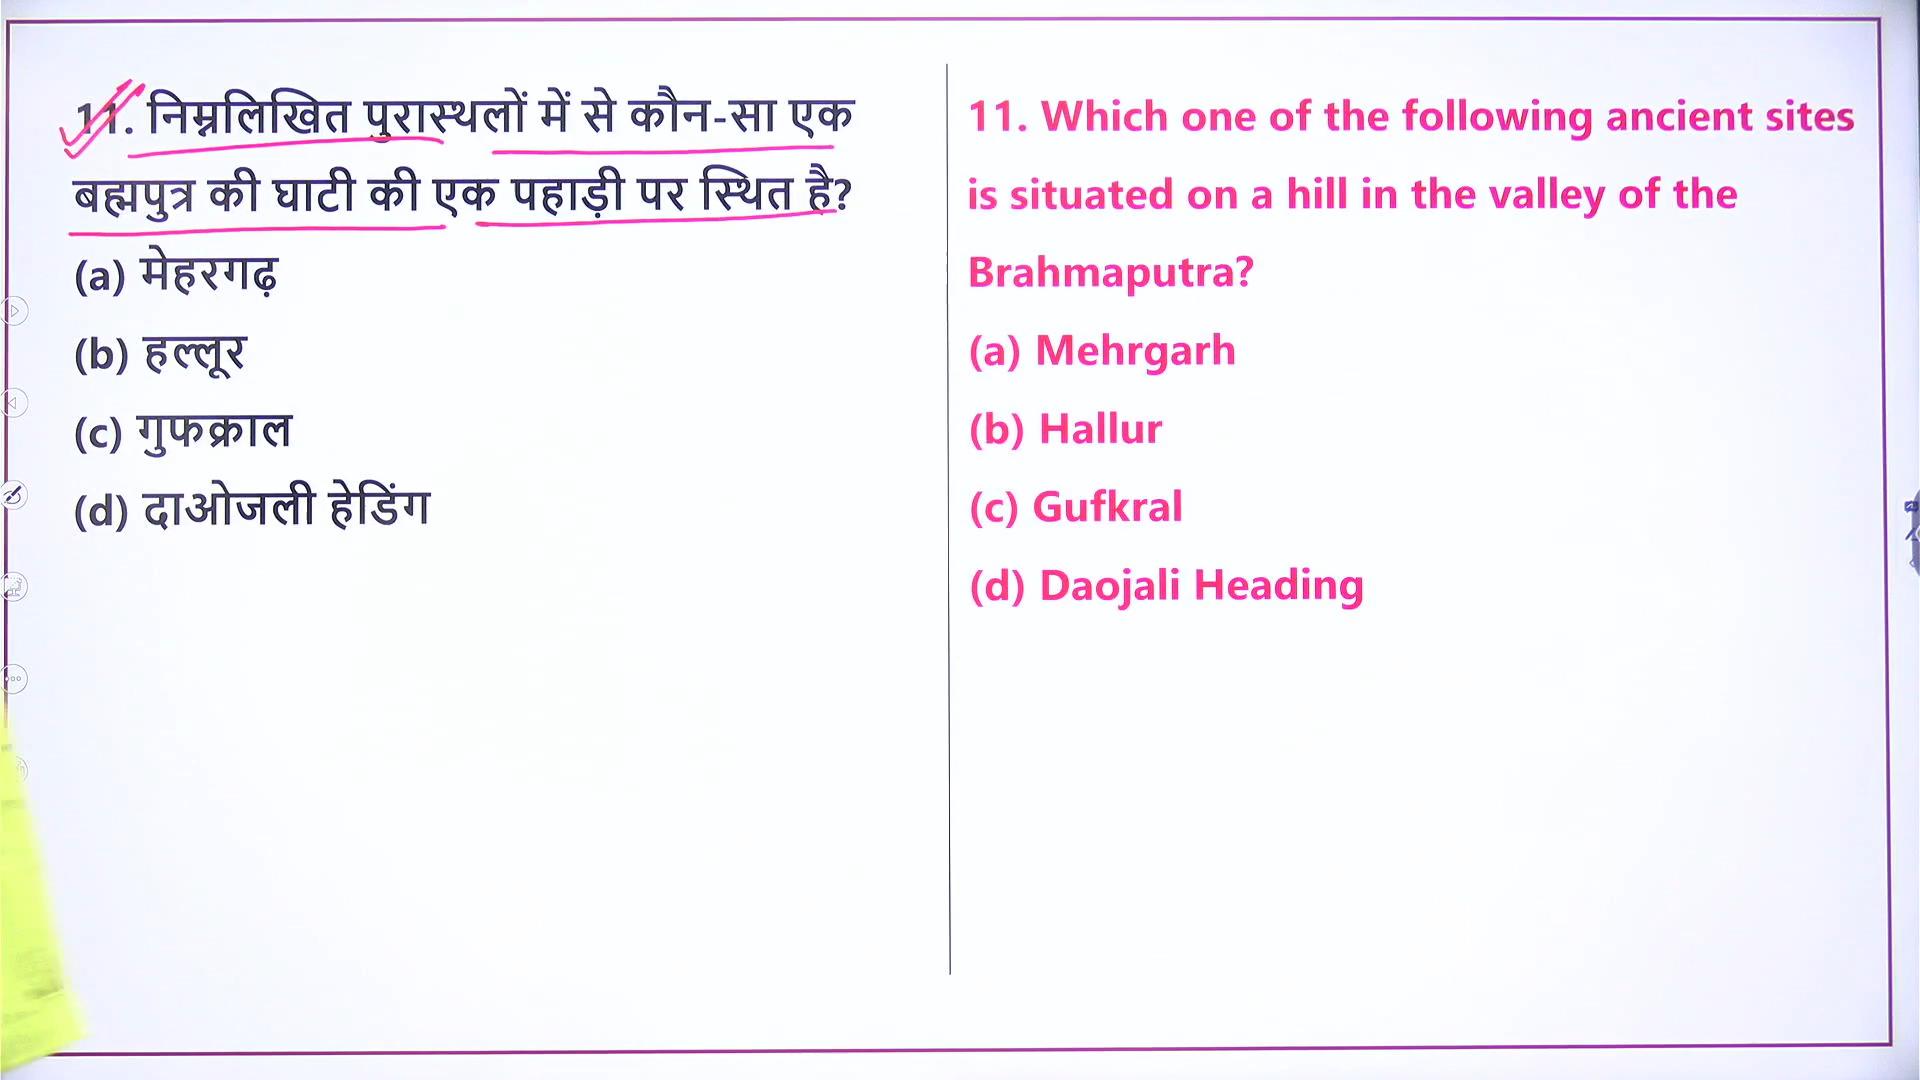 11. निम्नलिखित पुरास्थलों में से कौन-सा एक
बह्मपुत्र की घाटी की एक पहाड़ी पर स्थित है?
(a) मेहरगढ़
(b) हल्लूर
(c) गुफक्राल
(d) दाओजली हेडिंग
11. Which one of the following ancient sites
is situated on a hill in the valley of the
Brahmaputra?
(a) Mehrgarh
(b) Hallur
(c) Gufkral
(d) Daojali Heading